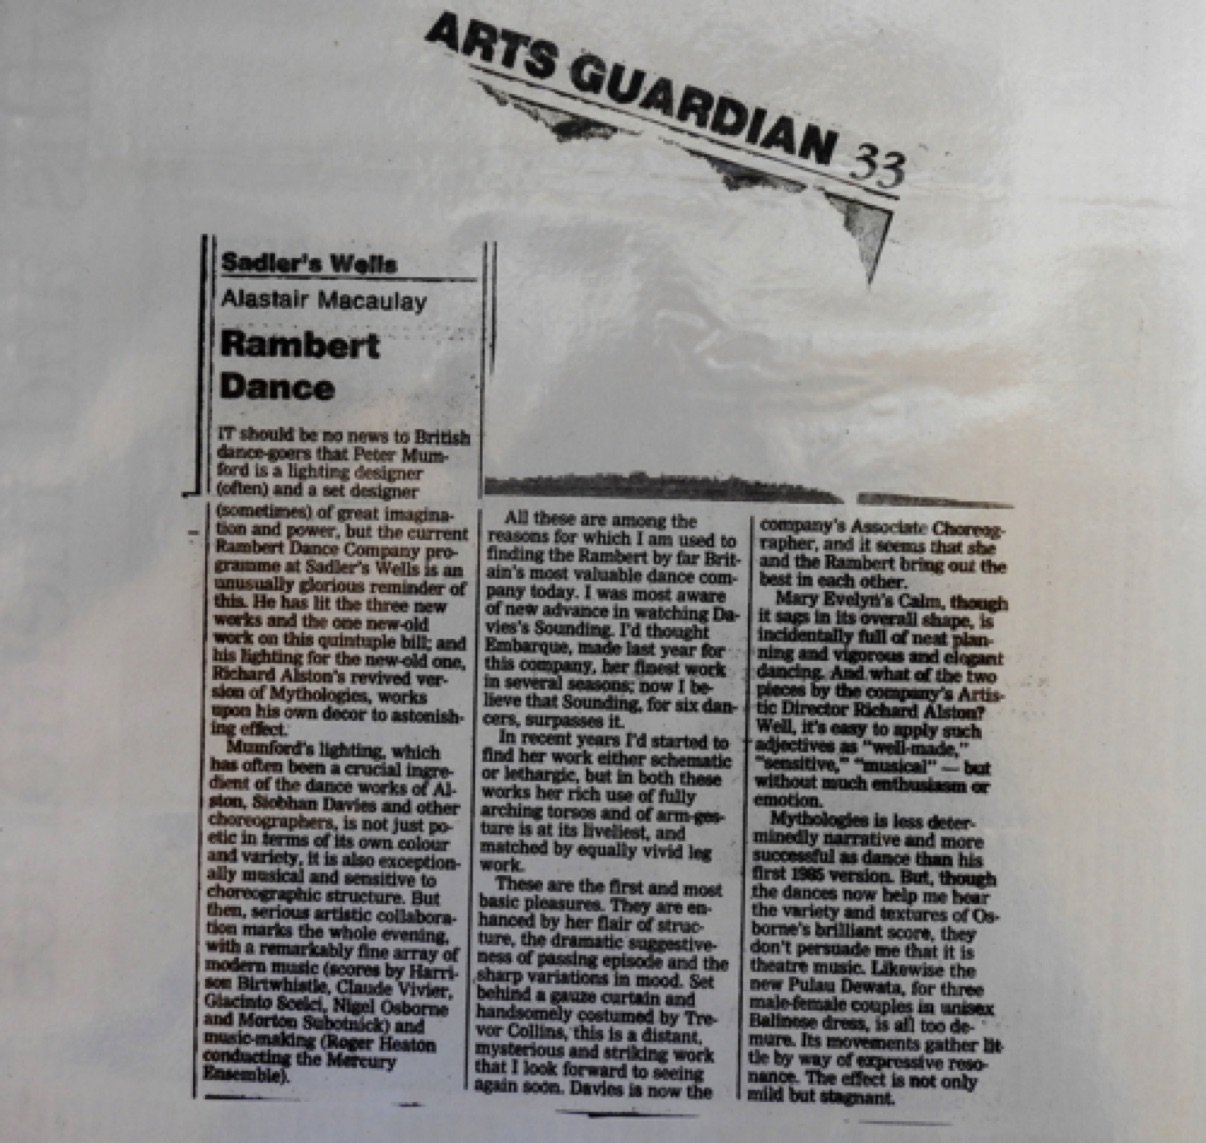 ARTS GUARDIAN 33
Sadler's Wells
Alastair Macaulay
Rambert
Dance
IT should be no news to British
dance-goers that Peter Mum-
ford is a lighting designer
(often) and a set designer
(sometimes) of great imagina-
tion and power, but the current
Rambert Dance Company pro-
gramme at Sadler's Wells is an
unusually glorious reminder of
this. He has lit the three new
works and the one new-old
work on this quintuple bill; and
his lighting for the new-old one,
Richard Alston's revived ver-
sion of Mythologies, works
upon his own decor to astonish-
ing effect.
Mumford's lighting, which
has often been a crucial ingre-
dient of the dance works of Al-
ston, Siobhan Davies and other
choreographers, is not just po-
etic in terms of its own colour
and variety, it is also exception-
ally musical and sensitive to
choreographic structure. But
then, serious artistic collabora-
tion marks the whole evening,
with a remarkably fine array of
modern music (scores by Harri-
son Birtwhistle, Claude Vivier,
Giacinto Scelci, Nigel Osborne
and Morton Subotnick) and
music-making (Roger Heaton
conducting the Mercury
Ensemble).
All these are among the
reasons for which I am used to
finding the Rambert by far Brit-
ain's most valuable dance com-
pany today. I was most aware
of new advance in watching Da-
vies's Sounding. I'd thought
Embarque, made last year for
this company, her finest work
in several seasons; now I be-
lieve that Sounding, for six dan-
cers, surpasses it.
In recent years I'd started to
find her work either schematic
or lethargic, but in both these
works her rich use of fully
arching torsos and of arm-ges-
ture is at its liveliest, and
matched by equally vivid leg
work.
These are the first and most
basic pleasures. They are en-
hanced by her flair of struc-
ture, the dramatic suggestive-
ness of passing episode and the
sharp variations in mood. Set
behind a gauze curtain and
handsomely costumed by Tre-
vor Collins, this is a distant,
mysterious and striking work
that I look forward to seeing
again soon. Davies is now the
company's Associate Choreog-
rapher, and it seems that she
and the Rambert bring out the
best in each other.
Mary Evelyn's Calm, though
it sags in its overall shape, is
incidentally full of neat plan-
ning and vigorous and elegant
dancing. And what of the two
pieces by the company's Artis-
tic Director Richard Alston?
Well, it's easy to apply such
adjectives as "well-made,"
"sensitive," "musical" — but
without much enthusiasm or
emotion.
Mythologies is less deter-
minedly narrative and more
successful as dance than his
first 1985 version. But, though
the dances now help me hear
the variety and textures of Os-
borne's brilliant score, they
don't persuade me that it is
theatre music. Likewise the
new Pulau Dewata, for three
male-female couples in unisex
Balinese dress, is all too de-
mure. Its movements gather lit-
tle by way of expressive reso-
nance. The effect is not only
mild but stagnant.